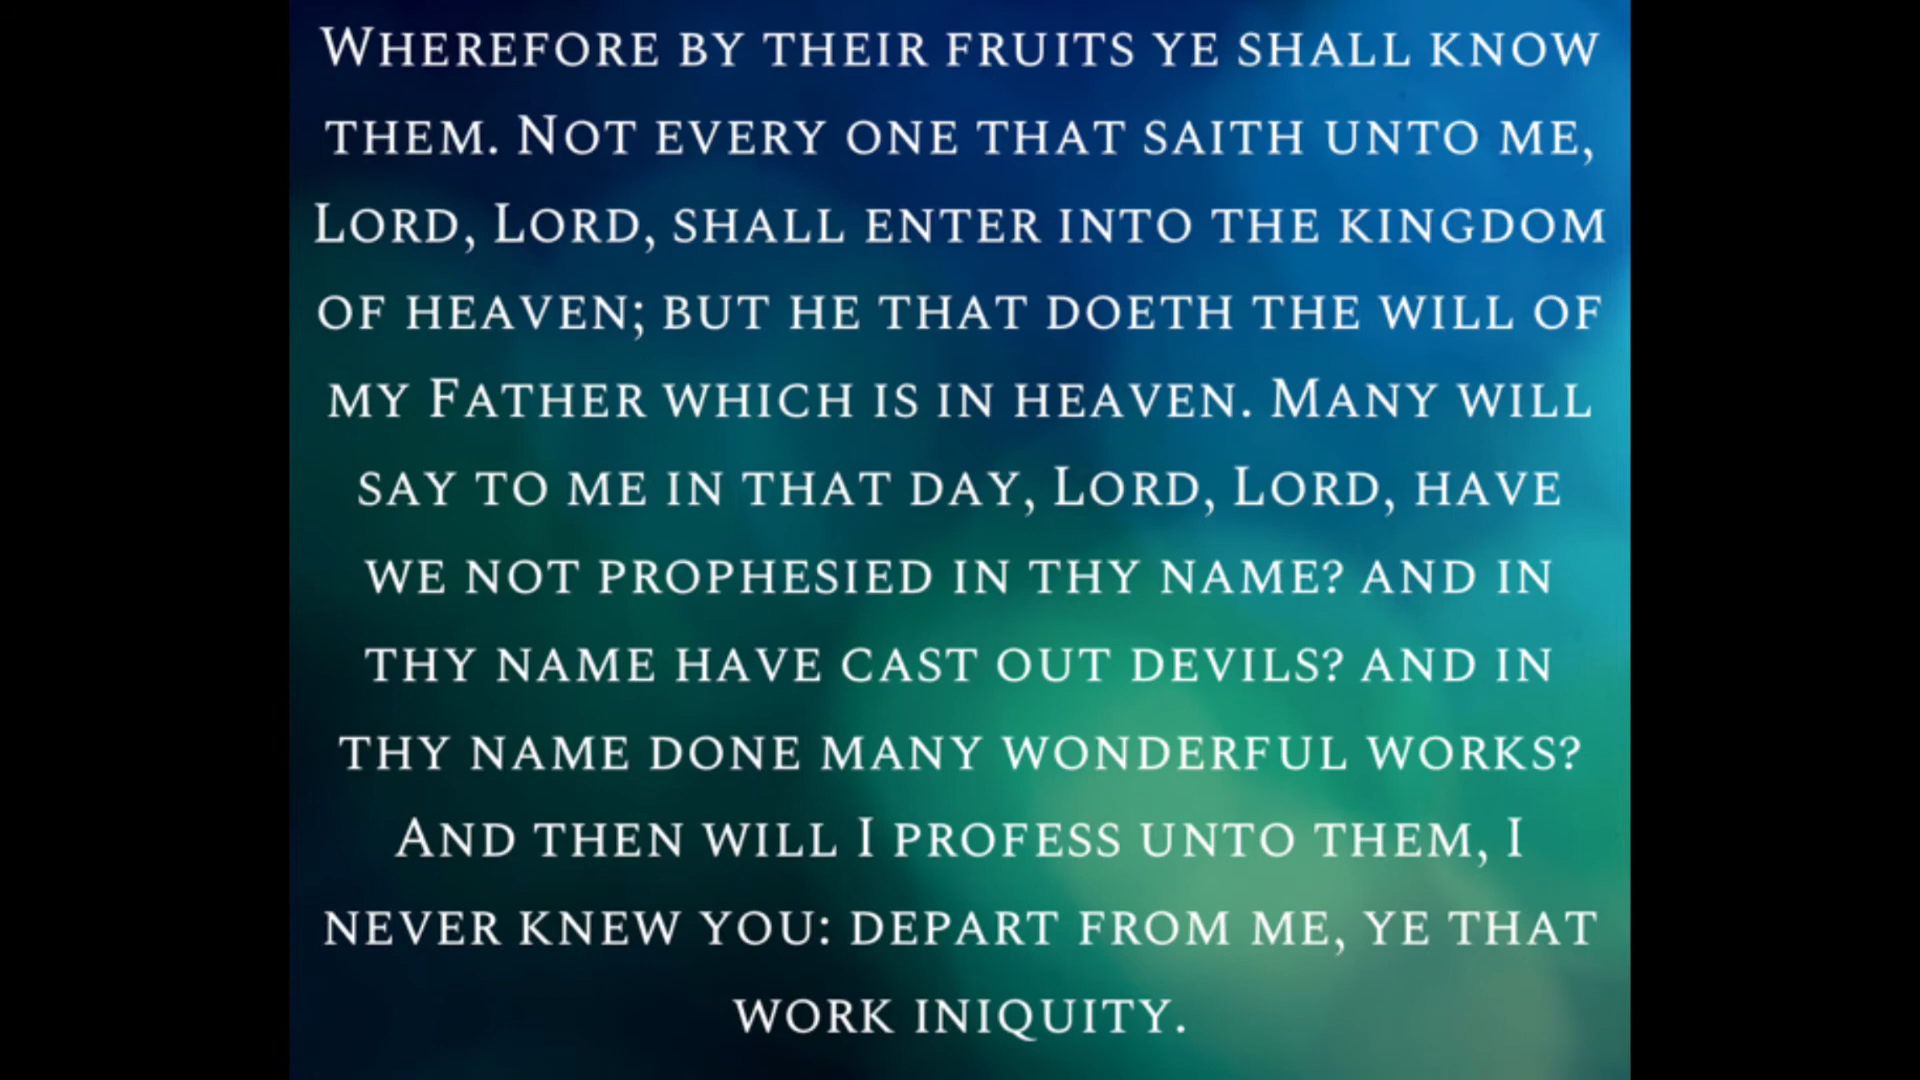 Wherefore by their fruits ye shall know
them. Not every one that saith unto me,
Lord, Lord, shall enter into the kingdom
of heaven; but he that doeth the will of
my Father which is in heaven. Many will
say to me in that day, Lord, Lord, have
we not prophesied in thy name? and in
thy name have cast out devils? and in
thy name done many wonderful works?
And then will I profess unto them, I
never knew you: depart from me, ye that
work iniquity.